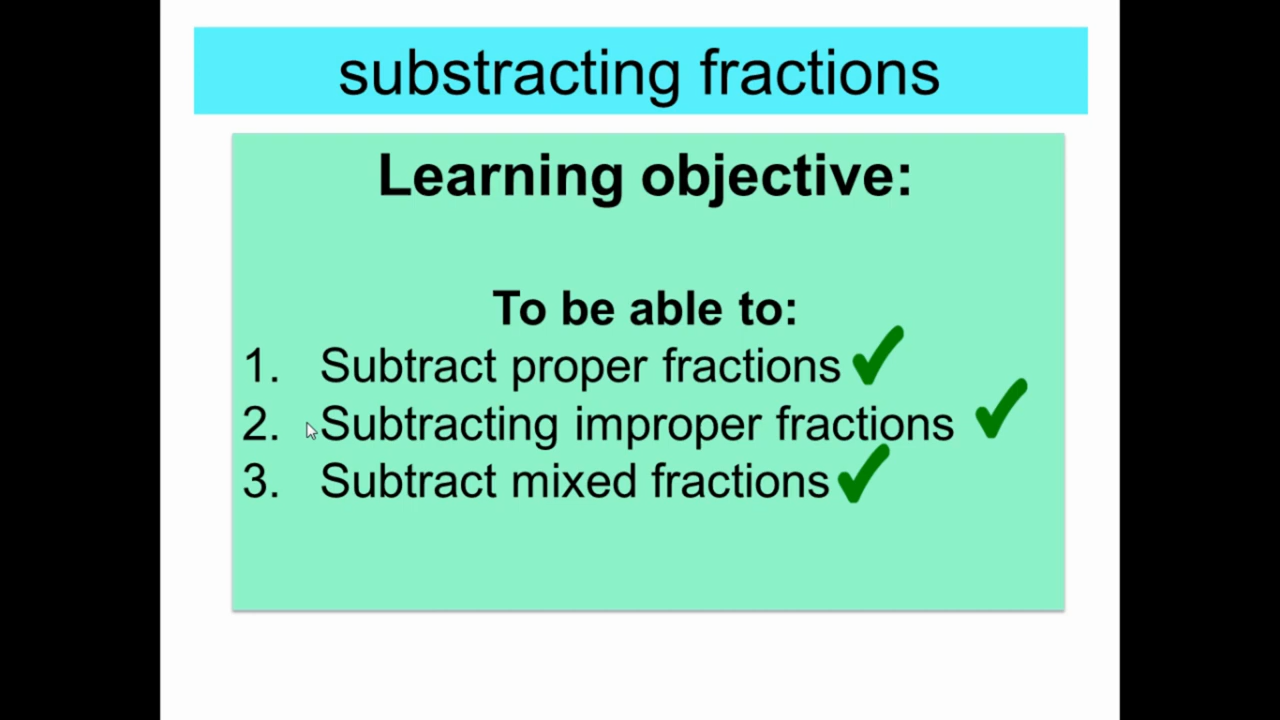 substracting fractions
Learning objective:
To be able to:
1. Subtract proper fractions
2. Subtracting improper fractions
3. Subtract mixed fractions